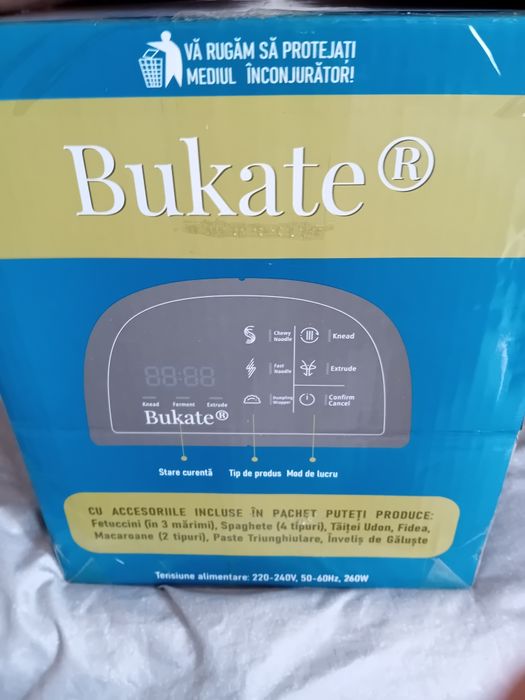 VĂ RUGĂM SĂ PROTEJAȚI
MEDIUL ÎNCONJURĂTOR!
Bukate®
Chewy Noodle
Knead
88:88
Fast Noodle
Extrude
Knead Ferment Extrude
Dumpling Wrapper
Confirm Cancel
Bukate®
Stare curentă Tip de produs Mod de lucru
CU ACCESORIILE INCLUSE ÎN PACHET PUTEȚI PRODUCE:
Fetuccini (în 3 mărimi), Spaghete (4 tipuri), Tăiței Udon, Fidea,
Macaroane (2 tipuri), Paste Triunghiulare, Înveliș de Găluște
Tensiune alimentare: 220-240V, 50-60Hz, 260W